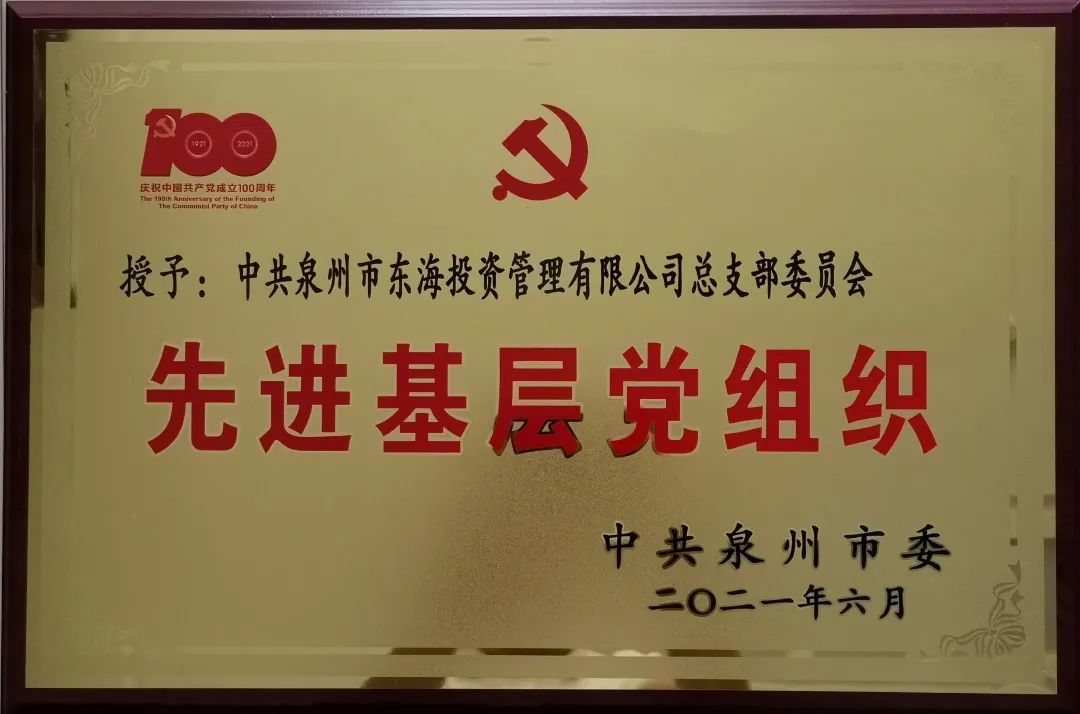 1921 2021
庆祝中国共产党成立100周年
The 100th Anniversary of the Founding of
The Communist Party of China
授予：中共泉州市东海投资管理有限公司总支部委员会
先进基层党组织
中共泉州市委
二〇二一年六月